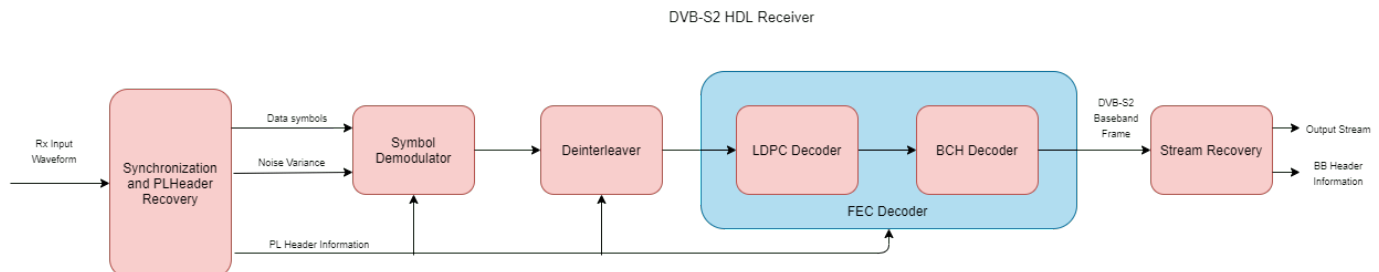 DVB-S2 HDL Receiver
Rx Input
Waveform
Synchronization
and PLHeader
Recovery
Data symbols
Noise Variance
PL Header Information
Symbol
Demodulator
Deinterleaver
LDPC Decoder
BCH Decoder
FEC Decoder
DVB-S2
Baseband
Frame
Stream Recovery
Output Stream
BB Header
Information